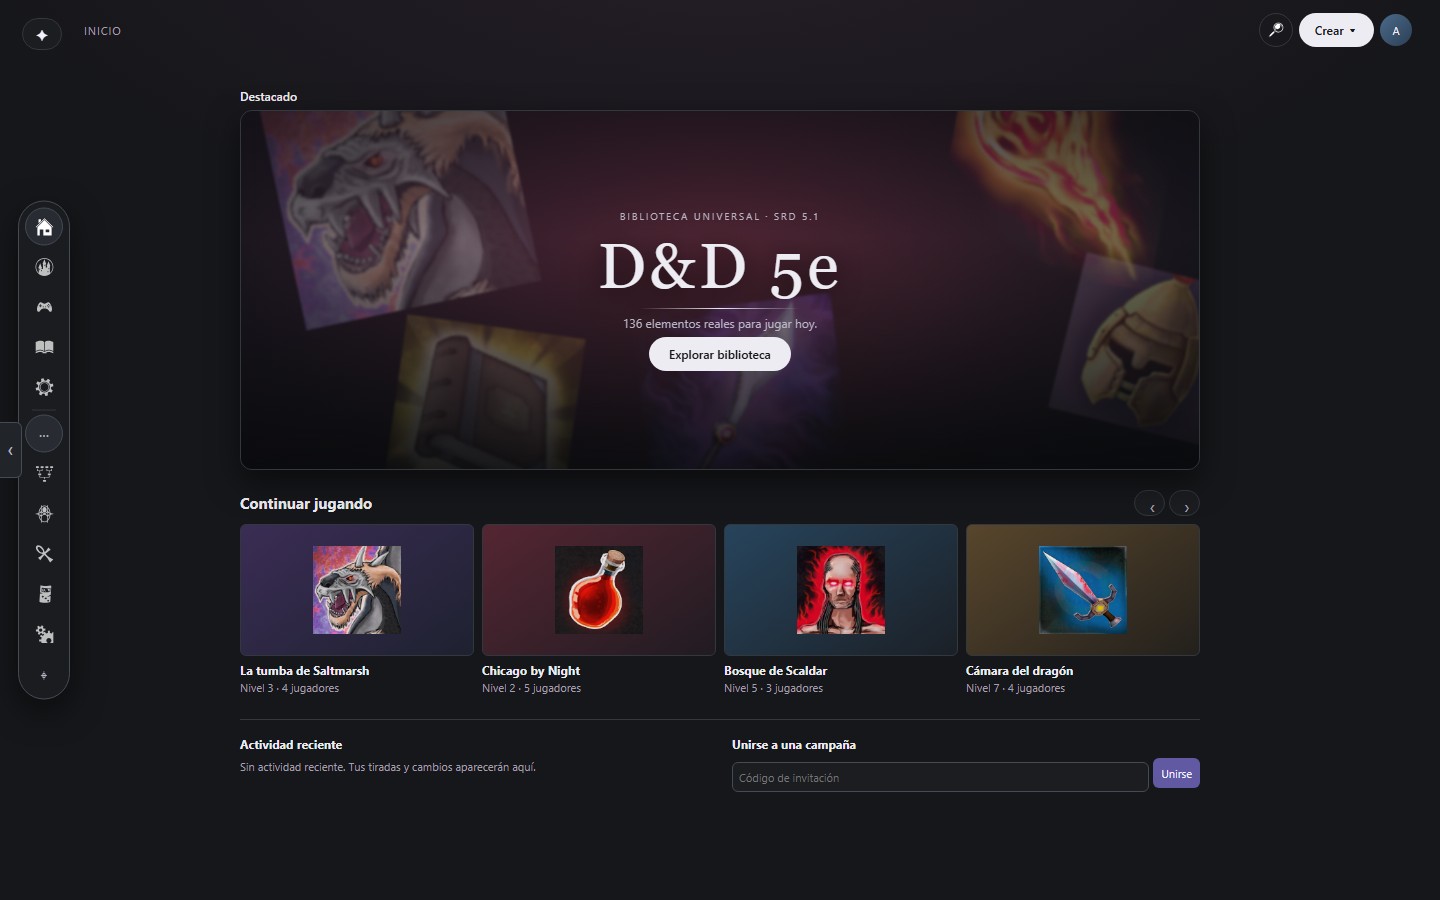 INICIO
Crear
A
Destacado
BIBLIOTECA UNIVERSAL · SRD 5.1
D&D 5e
136 elementos reales para jugar hoy.
Explorar biblioteca
...
Continuar jugando
La tumba de Saltmarsh
Nivel 3 · 4 jugadores
Chicago by Night
Nivel 2 · 5 jugadores
Bosque de Scaldar
Nivel 5 · 3 jugadores
Cámara del dragón
Nivel 7 · 4 jugadores
Actividad reciente
Sin actividad reciente. Tus tiradas y cambios aparecerán aquí.
Unirse a una campaña
Código de invitación
Unirse